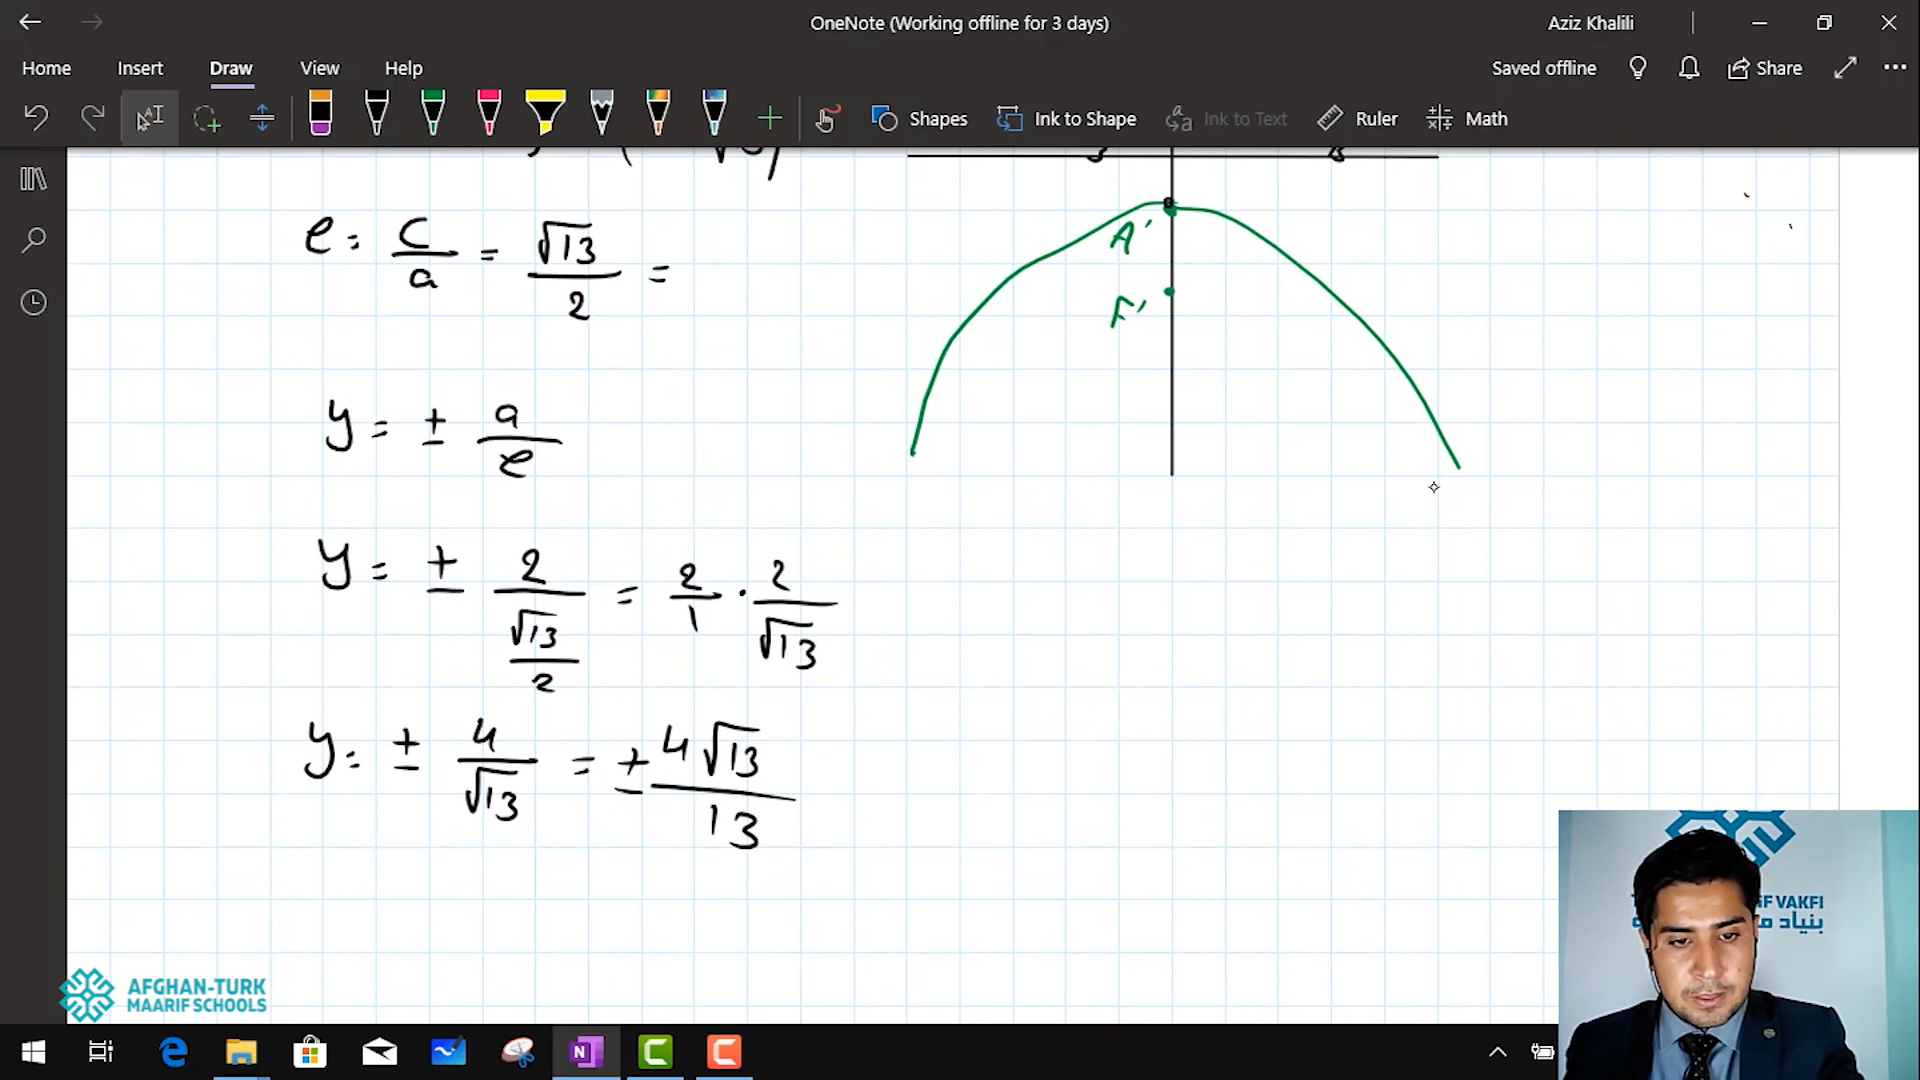 OneNote (Working offline for 3 days)
Aziz Khalili
Home Insert Draw View Help
Saved offline
Share
Shapes
Ink to Shape
Ink to Text
Ruler
Math
e = c/a = √13/2 =
A'
F'
y = ± a/e
y = ± 2/(√13/2) = 2/1 · 2/√13
y = ± 4/√13 = ± 4√13/13
IF VAKFI
AFGHAN-TURK
MAARIF SCHOOLS